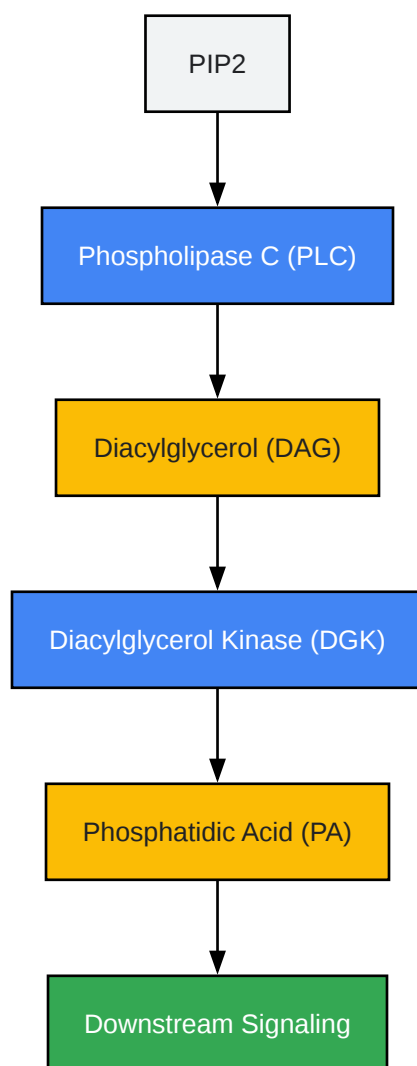 PIP2
Phospholipase C (PLC)
Diacylglycerol (DAG)
Diacylglycerol Kinase (DGK)
Phosphatidic Acid (PA)
Downstream Signaling